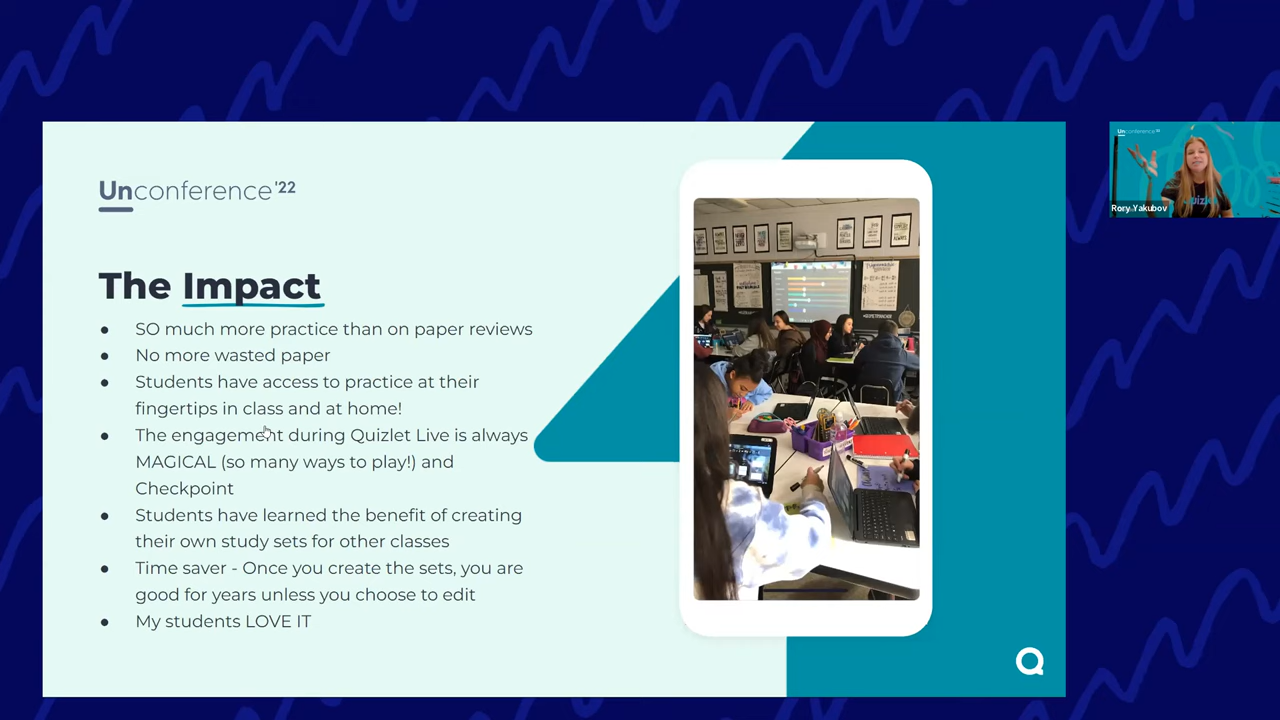 Unconference '22
The Impact
● SO much more practice than on paper reviews
● No more wasted paper
● Students have access to practice at their
fingertips in class and at home!
● The engagement during Quizlet Live is always
MAGICAL (so many ways to play!) and
Checkpoint
● Students have learned the benefit of creating
their own study sets for other classes
● Time saver - Once you create the sets, you are
good for years unless you choose to edit
● My students LOVE IT
Unconference '22
Rory Yakubov